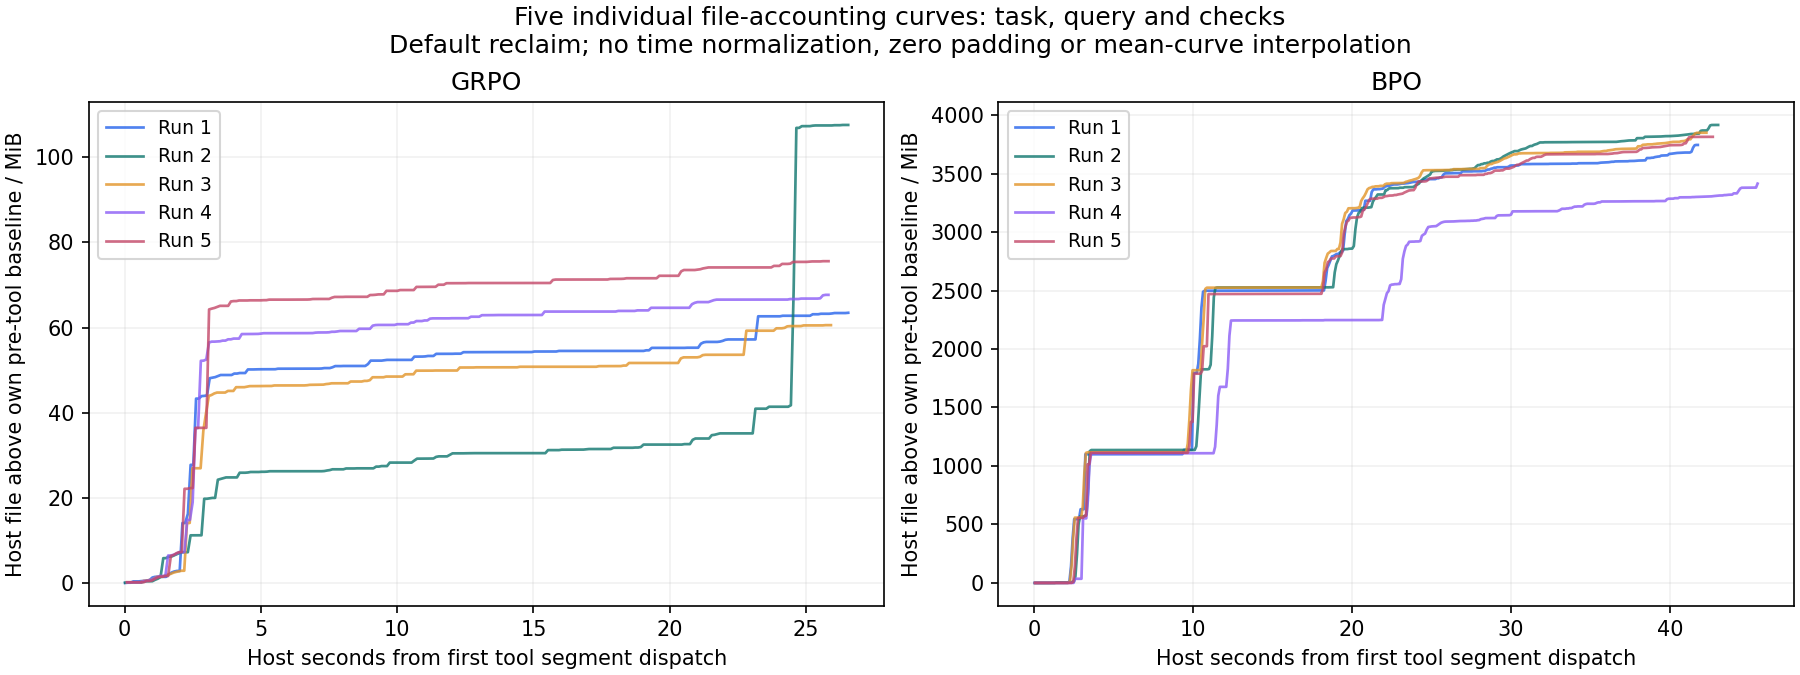 Five individual file-accounting curves: task, query and checks
Default reclaim; no time normalization, zero padding or mean-curve interpolation
GRPO
Host file above own pre-tool baseline / MiB
100
80
60
40
20
0
Run 1
Run 2
Run 3
Run 4
Run 5
0 5 10 15 20 25
Host seconds from first tool segment dispatch
BPO
Host file above own pre-tool baseline / MiB
4000
3500
3000
2500
2000
1500
1000
500
0
Run 1
Run 2
Run 3
Run 4
Run 5
0 10 20 30 40
Host seconds from first tool segment dispatch